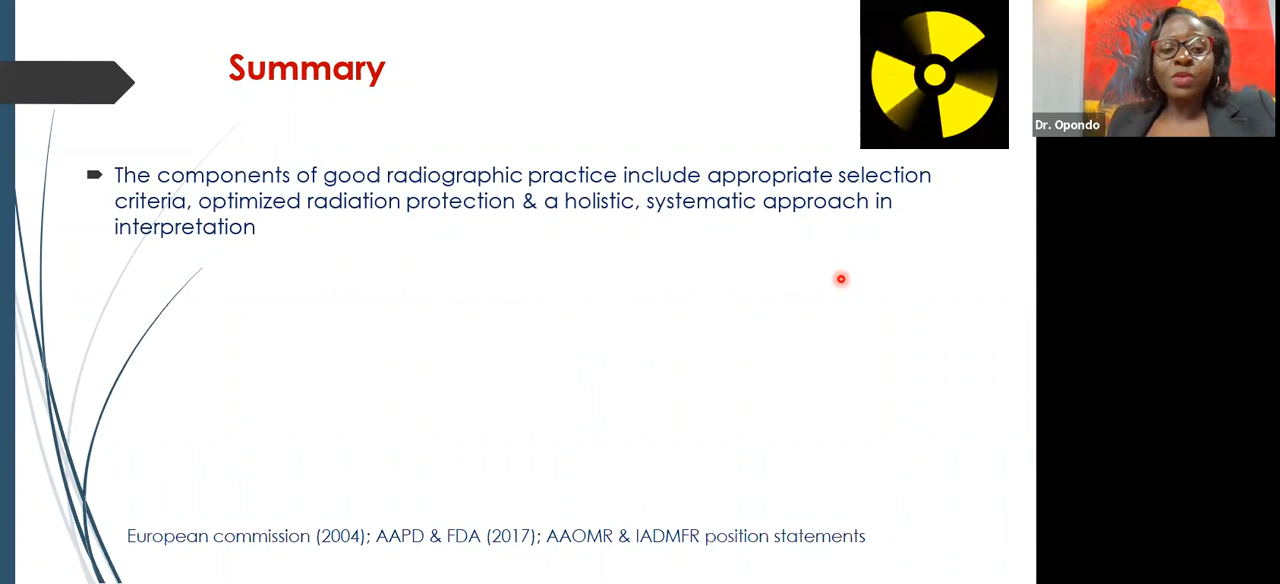 Summary
Dr. Opondo
The components of good radiographic practice include appropriate selection
criteria, optimized radiation protection & a holistic, systematic approach in
interpretation
European commission (2004); AAPD & FDA (2017); AAOMR & IADMFR position statements